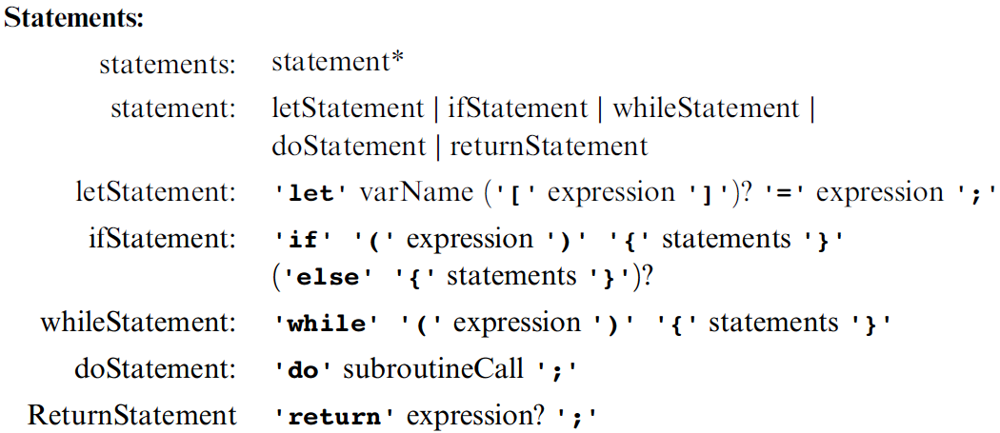 Statements:
statements: statement*
statement: letStatement | ifStatement | whileStatement |
doStatement | returnStatement
letStatement: 'let' varName ('[' expression ']')? '=' expression ';'
ifStatement: 'if' '(' expression ')' '{' statements '}'
('else' '{' statements '}')?
whileStatement: 'while' '(' expression ')' '{' statements '}'
doStatement: 'do' subroutineCall ';'
ReturnStatement 'return' expression? ';'